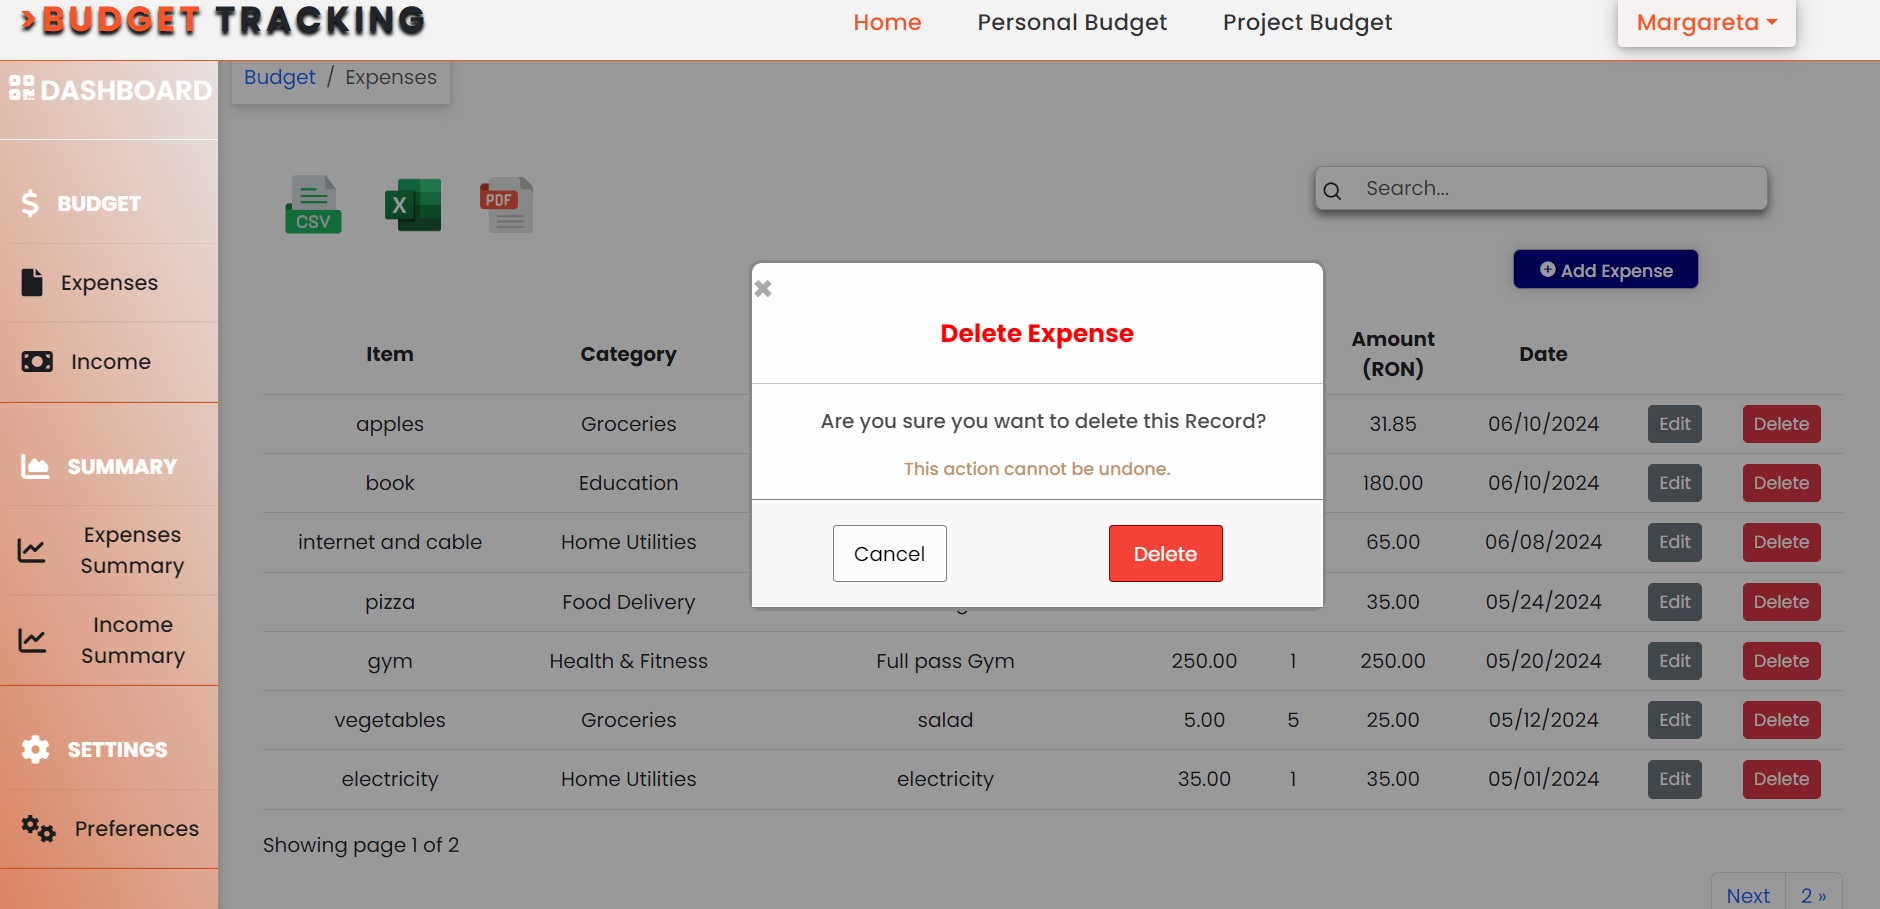 >BUDGET TRACKING
Home Personal Budget Project Budget Margareta
DASHBOARD
Budget / Expenses
BUDGET
Expenses
Income
SUMMARY
Expenses
Summary
Income
Summary
SETTINGS
Preferences
CSV
X
PDF
Search...
Add Expense
Item Category Amount
(RON) Date
apples Groceries 31.85 06/10/2024 Edit Delete
book Education 180.00 06/10/2024 Edit Delete
internet and cable Home Utilities 65.00 06/08/2024 Edit Delete
pizza Food Delivery 35.00 05/24/2024 Edit Delete
gym Health & Fitness Full pass Gym 250.00 1 250.00 05/20/2024 Edit Delete
vegetables Groceries salad 5.00 5 25.00 05/12/2024 Edit Delete
electricity Home Utilities electricity 35.00 1 35.00 05/01/2024 Edit Delete
Showing page 1 of 2
Next 2 »
Delete Expense
Are you sure you want to delete this Record?
This action cannot be undone.
Cancel Delete